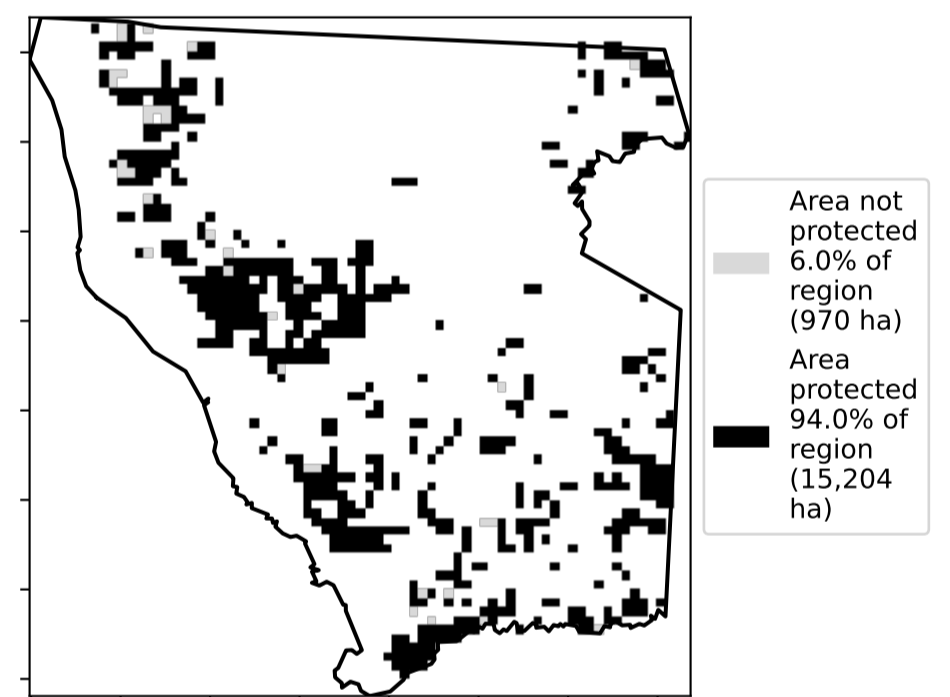 Area not
protected
6.0% of
region
(970 ha)
Area
protected
94.0% of
region
(15,204
ha)